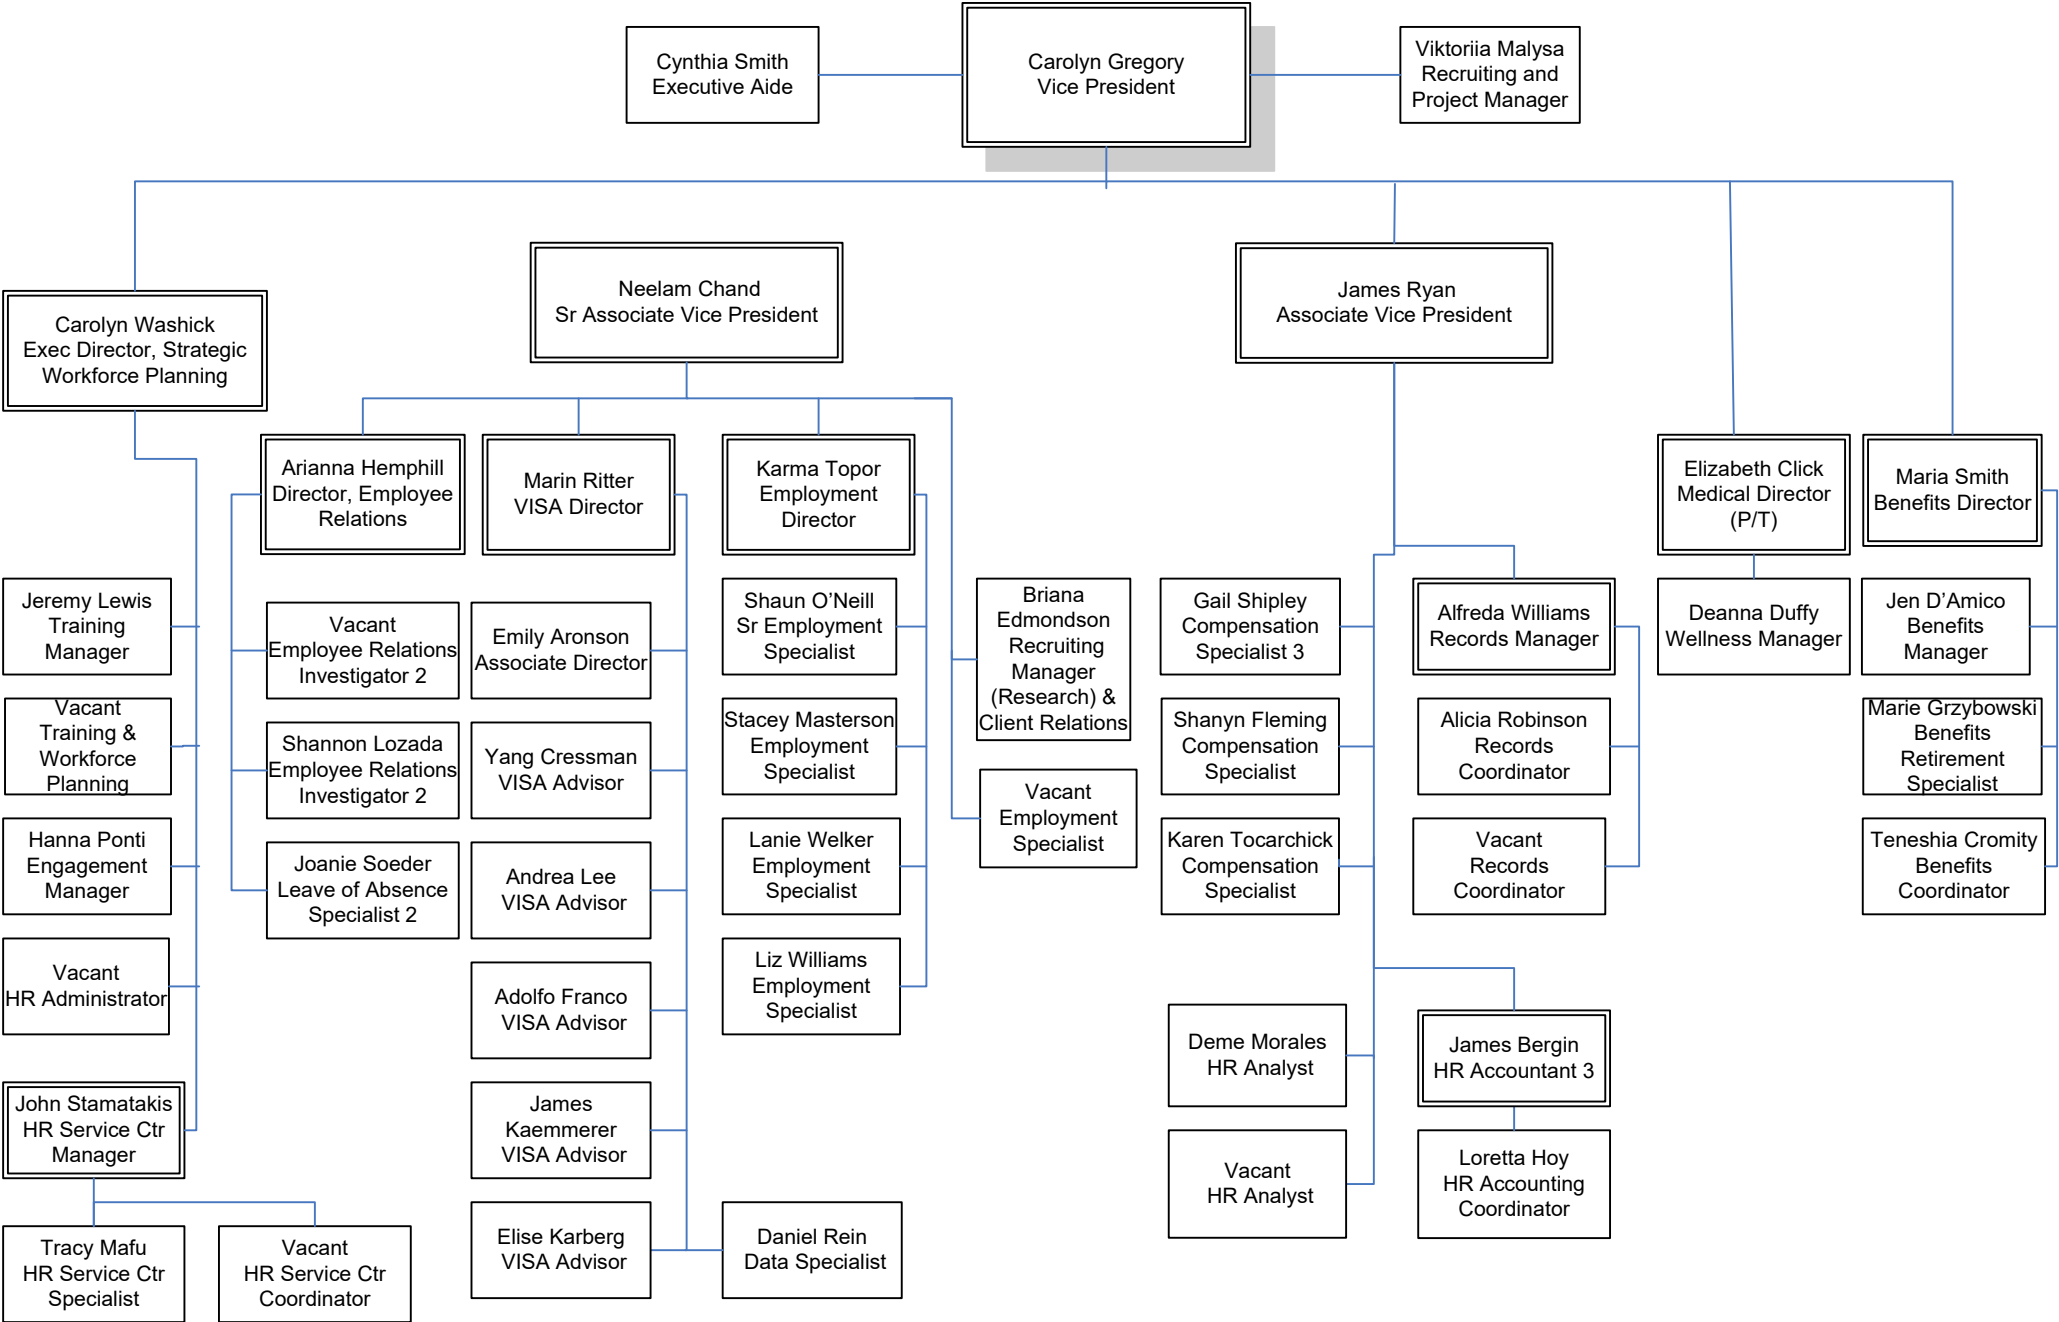 Cynthia Smith
Executive Aide
Carolyn Gregory
Vice President
Viktoriia Malysa
Recruiting and
Project Manager
Carolyn Washick
Exec Director, Strategic
Workforce Planning
Neelam Chand
Sr Associate Vice President
James Ryan
Associate Vice President
Arianna Hemphill
Director, Employee
Relations
Marin Ritter
VISA Director
Karma Topor
Employment
Director
Elizabeth Click
Medical Director
(P/T)
Maria Smith
Benefits Director
Jeremy Lewis
Training
Manager
Vacant
Training &
Workforce
Planning
Hanna Ponti
Engagement
Manager
Vacant
HR Administrator
John Stamatakis
HR Service Ctr
Manager
Tracy Mafu
HR Service Ctr
Specialist
Vacant
HR Service Ctr
Coordinator
Vacant
Employee Relations
Investigator 2
Shannon Lozada
Employee Relations
Investigator 2
Joanie Soeder
Leave of Absence
Specialist 2
Emily Aronson
Associate Director
Yang Cressman
VISA Advisor
Andrea Lee
VISA Advisor
Adolfo Franco
VISA Advisor
James
Kaemmerer
VISA Advisor
Elise Karberg
VISA Advisor
Daniel Rein
Data Specialist
Shaun O’Neill
Sr Employment
Specialist
Stacey Masterson
Employment
Specialist
Lanie Welker
Employment
Specialist
Liz Williams
Employment
Specialist
Briana
Edmondson
Recruiting
Manager
(Research) &
Client Relations
Vacant
Employment
Specialist
Gail Shipley
Compensation
Specialist 3
Shanyn Fleming
Compensation
Specialist
Karen Tocarchick
Compensation
Specialist
Deme Morales
HR Analyst
Vacant
HR Analyst
Alfreda Williams
Records Manager
Alicia Robinson
Records
Coordinator
Vacant
Records
Coordinator
James Bergin
HR Accountant 3
Loretta Hoy
HR Accounting
Coordinator
Deanna Duffy
Wellness Manager
Jen D’Amico
Benefits
Manager
Marie Grzybowski
Benefits
Retirement
Specialist
Teneshia Cromity
Benefits
Coordinator